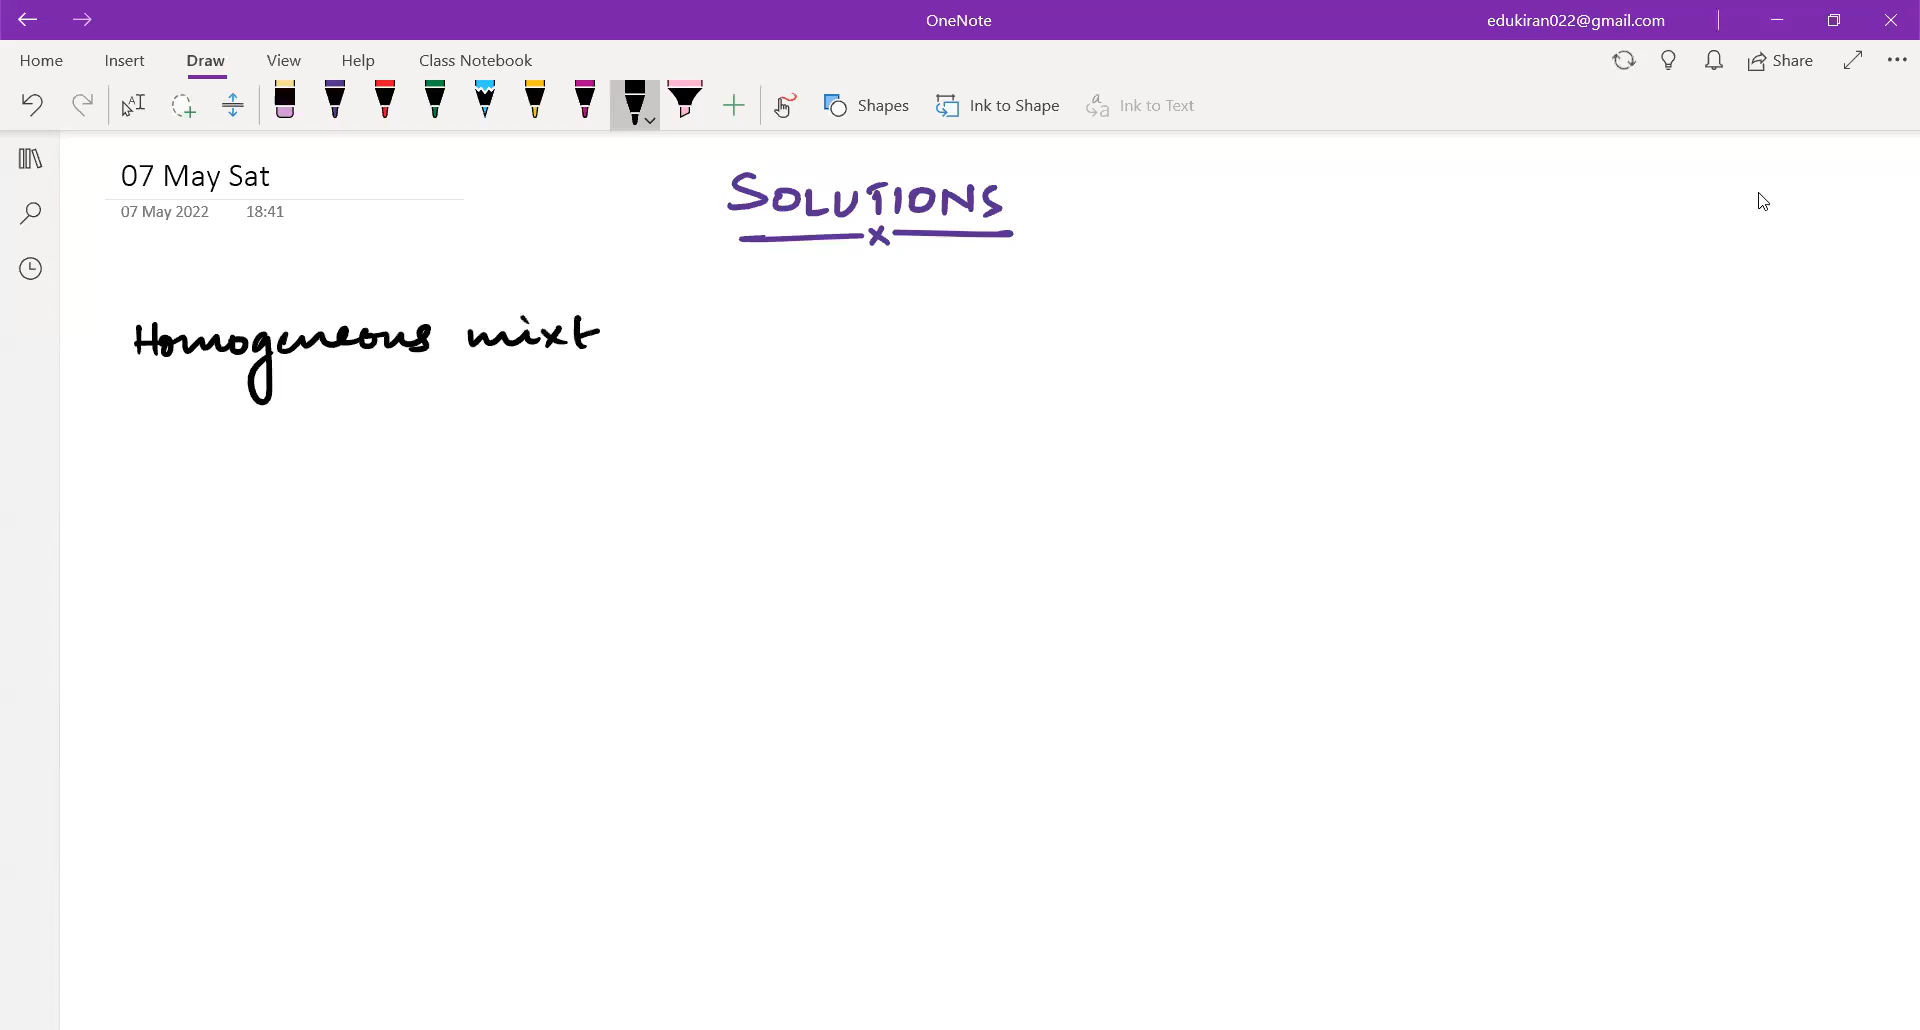 OneNote
edukiran022@gmail.com
Home Insert Draw View Help Class Notebook
Share
Shapes Ink to Shape Ink to Text
07 May Sat
07 May 2022 18:41
SOLUTIONS
x
Homogeneous mixt